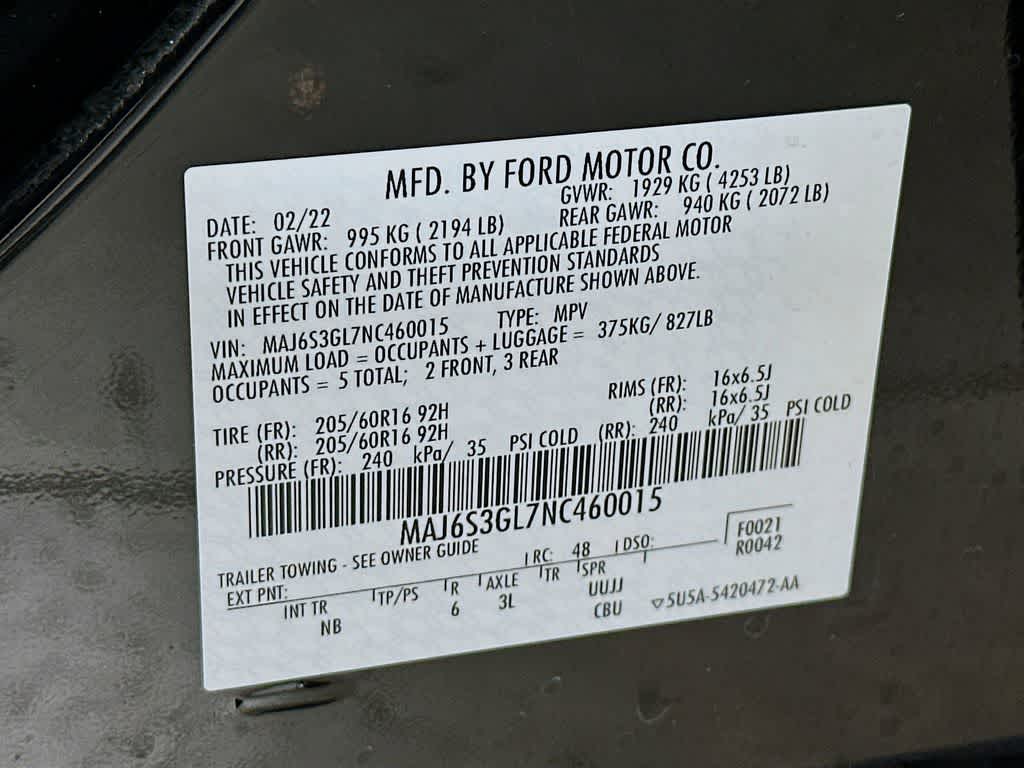 MFD. BY FORD MOTOR CO.
DATE: 02/22 GVWR: 1929 KG ( 4253 LB)
FRONT GAWR: 995 KG ( 2194 LB) REAR GAWR: 940 KG ( 2072 LB)
THIS VEHICLE CONFORMS TO ALL APPLICABLE FEDERAL MOTOR
VEHICLE SAFETY AND THEFT PREVENTION STANDARDS
IN EFFECT ON THE DATE OF MANUFACTURE SHOWN ABOVE.
VIN: MAJ6S3GL7NC460015 TYPE: MPV
MAXIMUM LOAD = OCCUPANTS + LUGGAGE = 375KG/ 827LB
OCCUPANTS = 5 TOTAL; 2 FRONT, 3 REAR
TIRE (FR): 205/60R16 92H RIMS (FR): 16x6.5J
(RR): 205/60R16 92H (RR): 16x6.5J
PRESSURE (FR): 240 kPa/ 35 PSI COLD (RR): 240 kPa/ 35 PSI COLD
MAJ6S3GL7NC460015
TRAILER TOWING - SEE OWNER GUIDE
F0021
R0042
EXT PNT: RC: 48 DSO:
INT TR TP/PS R AXLE TR SPR
NB 6 3L UUJJ
CBU
5U5A-5420472-AA